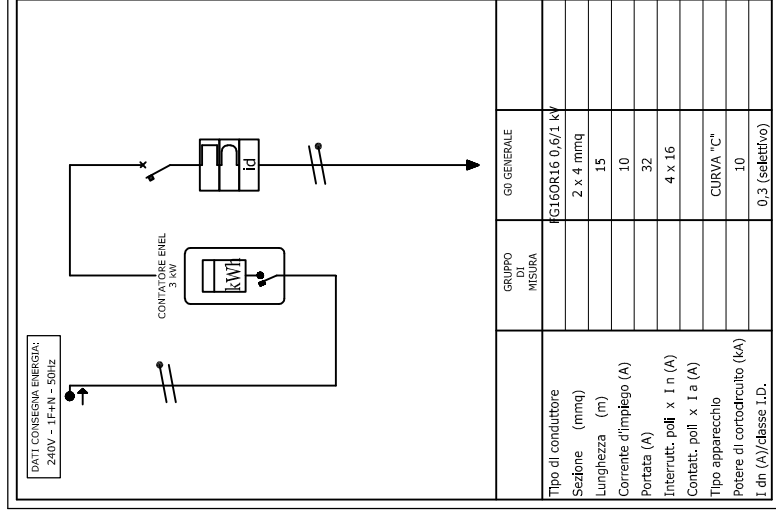 DATI CONSEGNA ENERGIA:
240V - 1F+N - 50Hz
CONTATORE ENEL
3 kW
kWh
id
GRUPPO
DI
MISURA
G0 GENERALE
Tipo di conduttore FG16OR16 0,6/1 kV
Sezione (mmq) 2 x 4 mmq
Lunghezza (m) 15
Corrente d'impiego (A) 10
Portata (A) 32
Interrutt. poli x I n (A) 4 x 16
Contatt. poli x I a (A)
Tipo apparecchio CURVA "C"
Potere di cortodircuito (kA) 10
I dn (A)/classe I.D. 0,3 (selettivo)